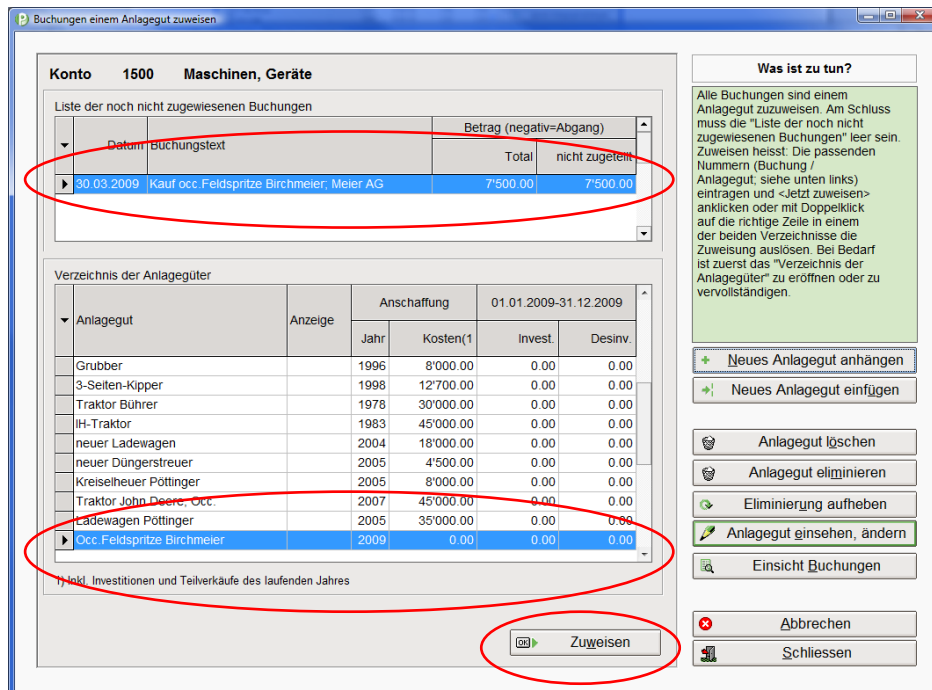 Buchungen einem Anlagegut zuweisen
Konto 1500 Maschinen, Geräte
Liste der noch nicht zugewiesenen Buchungen
Betrag (negativ=Abgang)
Datum Buchungstext Total nicht zugeteilt
30.03.2009 Kauf occ.Feldspritze Birchmeier; Meier AG 7'500.00 7'500.00
Verzeichnis der Anlagegüter
Anlagegut Anzeige Anschaffung 01.01.2009-31.12.2009
Jahr Kosten(1 Invest. Desinv.
Grubber 1996 8'000.00 0.00 0.00
3-Seiten-Kipper 1998 12'700.00 0.00 0.00
Traktor Bührer 1978 30'000.00 0.00 0.00
IH-Traktor 1983 45'000.00 0.00 0.00
neuer Ladewagen 2004 18'000.00 0.00 0.00
neuer Düngerstreuer 2005 4'500.00 0.00 0.00
Kreiselheuer Pöttinger 2005 8'000.00 0.00 0.00
Traktor John Deere, Occ. 2007 45'000.00 0.00 0.00
Ladewagen Pöttinger 2005 35'000.00 0.00 0.00
Occ.Feldspritze Birchmeier 2009 0.00 0.00 0.00
1) Inkl. Investitionen und Teilverkäufe des laufenden Jahres
OK Zuweisen
Was ist zu tun?
Alle Buchungen sind einem
Anlagegut zuzuweisen. Am Schluss
muss die "Liste der noch nicht
zugewiesenen Buchungen" leer sein.
Zuweisen heisst: Die passenden
Nummern (Buchung /
Anlagegut; siehe unten links)
eintragen und <Jetzt zuweisen>
anklicken oder mit Doppelklick
auf die richtige Zeile in einem
der beiden Verzeichnisse die
Zuweisung auslösen. Bei Bedarf
ist zuerst das "Verzeichnis der
Anlagegüter" zu eröffnen oder zu
vervollständigen.
Neues Anlagegut anhängen
Neues Anlagegut einfügen
Anlagegut löschen
Anlagegut eliminieren
Eliminierung aufheben
Anlagegut einsehen, ändern
Einsicht Buchungen
Abbrechen
Schliessen